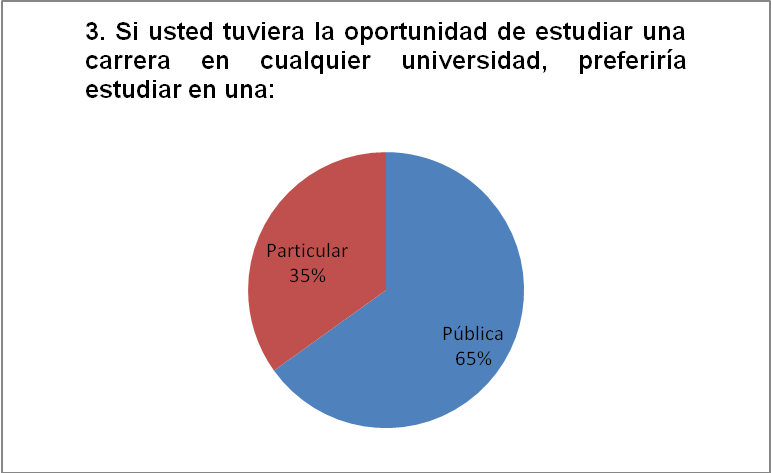 3. Si usted tuviera la oportunidad de estudiar una
carrera en cualquier universidad, preferiría
estudiar en una:
Particular
35%
Pública
65%